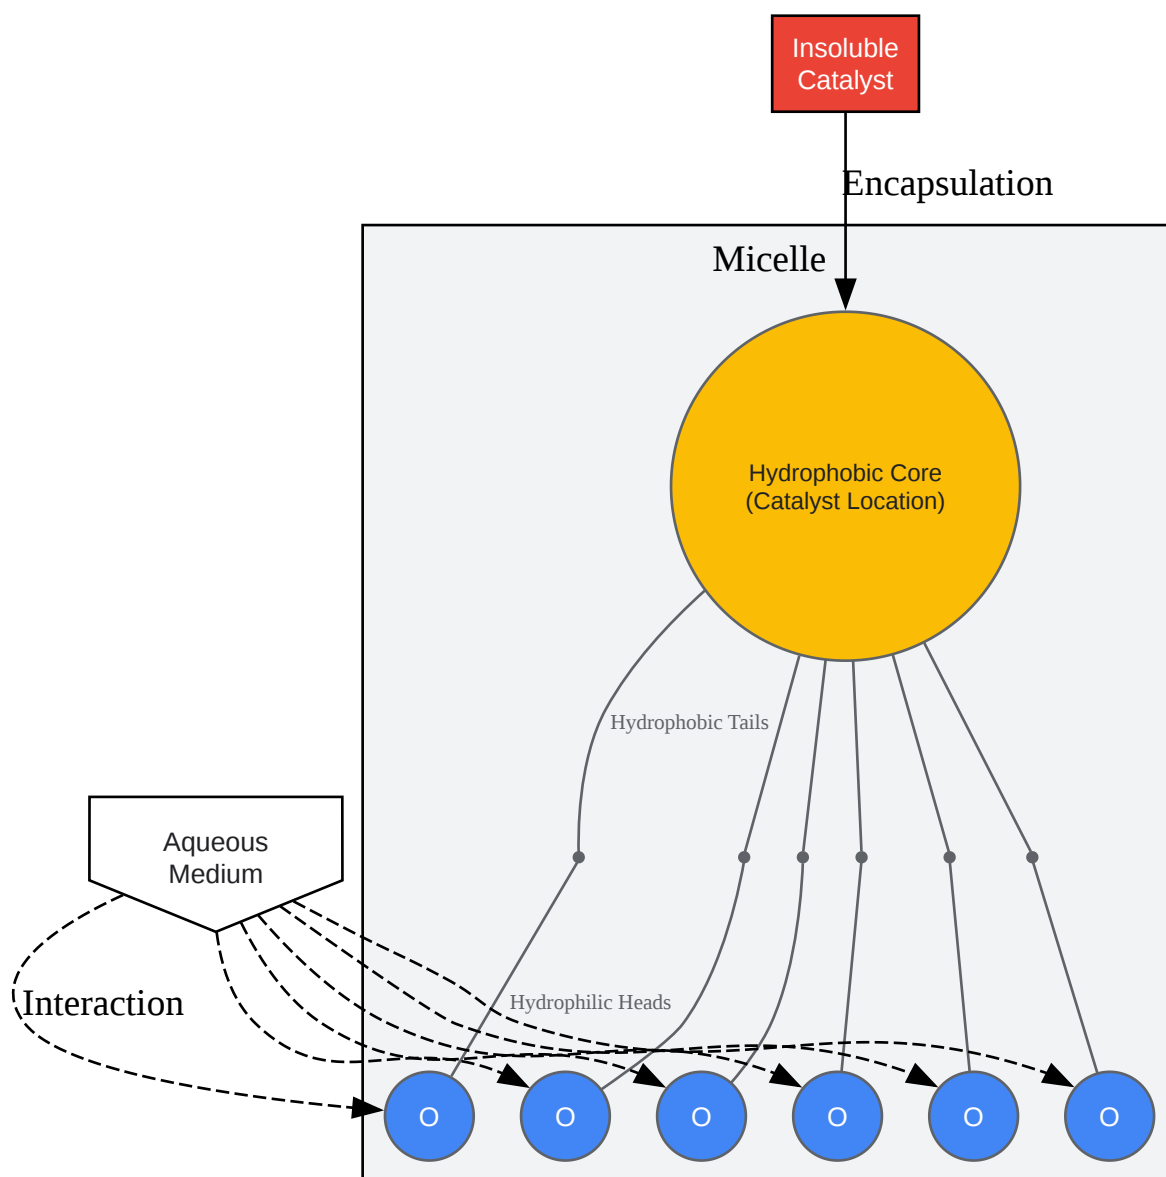 Insoluble
Catalyst
Encapsulation
Micelle
Hydrophobic Core
(Catalyst Location)
Hydrophobic Tails
Aqueous
Medium
Interaction
Hydrophilic Heads
O
O
O
O
O
O